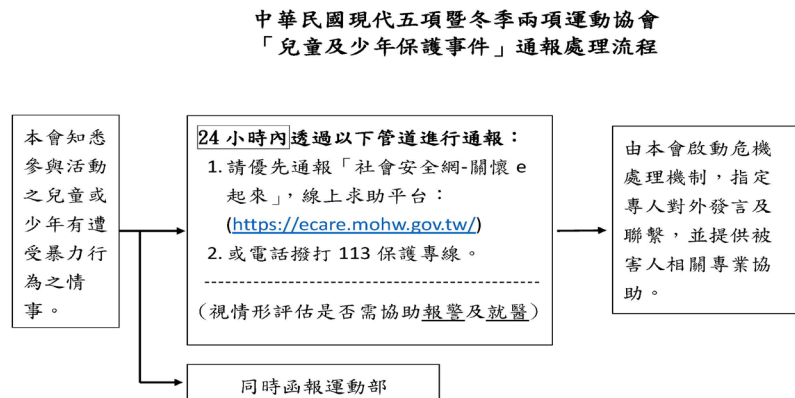 中華民國現代五項暨冬季兩項運動協會
「兒童及少年保護事件」通報處理流程
本會知悉
參與活動
之兒童或
少年有遭
受暴力行
為之情
事。
24 小時內透過以下管道進行通報：
1. 請優先通報「社會安全網-關懷 e
起來」，線上求助平台：
(https://ecare.mohw.gov.tw/)
2. 或電話撥打 113 保護專線。
（視情形評估是否需協助報警及就醫）
由本會啟動危機
處理機制，指定
專人對外發言及
聯繫，並提供被
害人相關專業協
助。
同時函報運動部